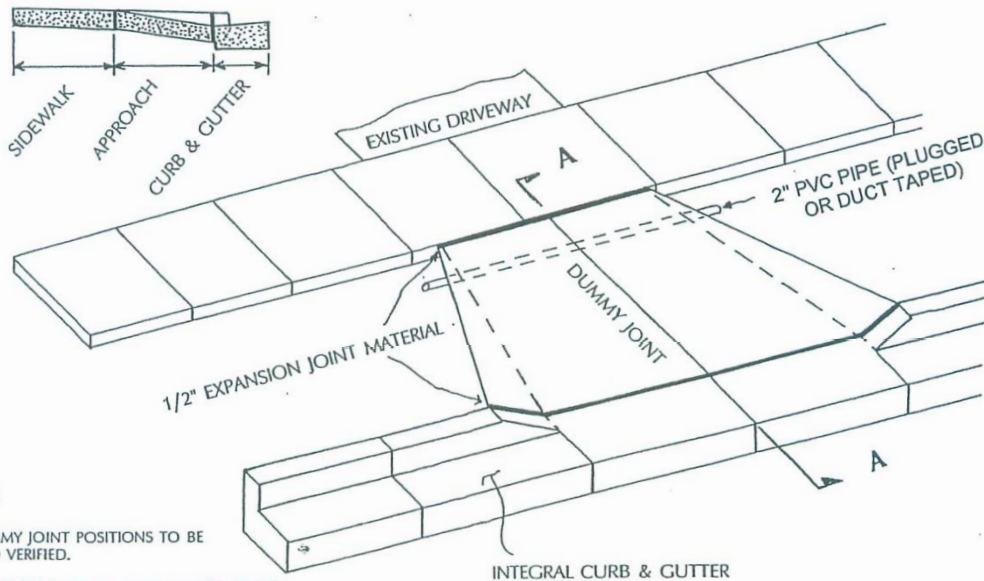 SIDEWALK
APPROACH
CURB & GUTTER
EXISTING DRIVEWAY
A
2" PVC PIPE (PLUGGED
OR DUCT TAPED)
DUMMY JOINT
1/2" EXPANSION JOINT MATERIAL
A
MY JOINT POSITIONS TO BE
VERIFIED.
INTEGRAL CURB & GUTTER